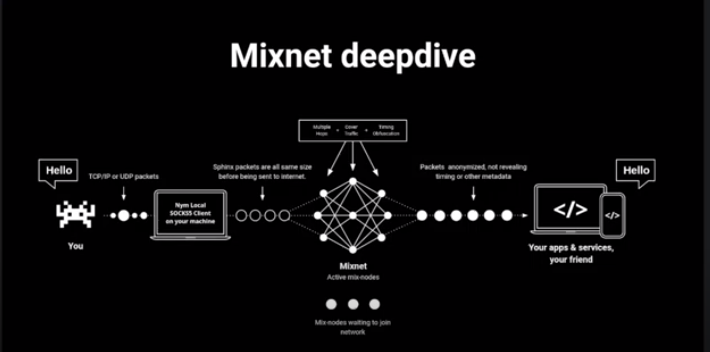 Mixnet deepdive
Multiple
Hops
+
Cover
Traffic
+
Timing
Obfuscation
Hello
TCP/IP or UDP packets
Sphinx packets are all same size
before being sent to internet.
Packets anonymized, not revealing
timing or other metadata
Hello
Nym Local
SOCKS5 Client
on your machine
</>
</>
You
Mixnet
Active mix-nodes
Your apps & services,
your friend
Mix-nodes waiting to join
network